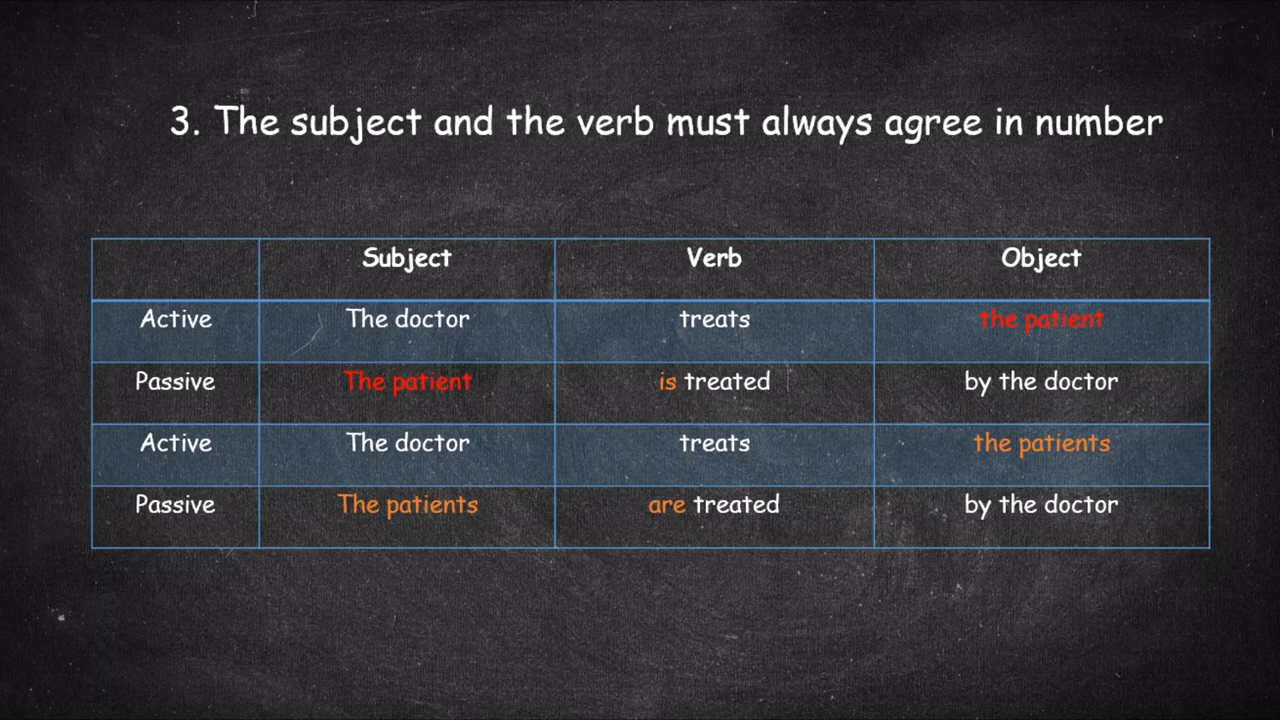 3. The subject and the verb must always agree in number
Subject Verb Object
Active The doctor treats the patient
Passive The patient is treated by the doctor
Active The doctor treats the patients
Passive The patients are treated by the doctor